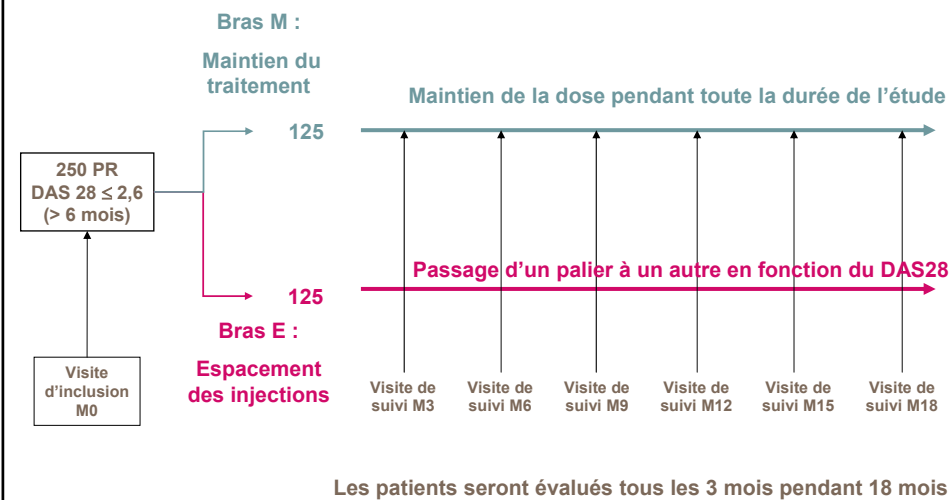 Bras M :
Maintien du
traitement
Maintien de la dose pendant toute la durée de l'étude
125
250 PR
DAS 28 ≤ 2,6
(> 6 mois)
Passage d'un palier à un autre en fonction du DAS28
125
Bras E :
Espacement
des injections
Visite
d'inclusion
M0
Visite de
suivi M3
Visite de
suivi M6
Visite de
suivi M9
Visite de
suivi M12
Visite de
suivi M15
Visite de
suivi M18
Les patients seront évalués tous les 3 mois pendant 18 mois